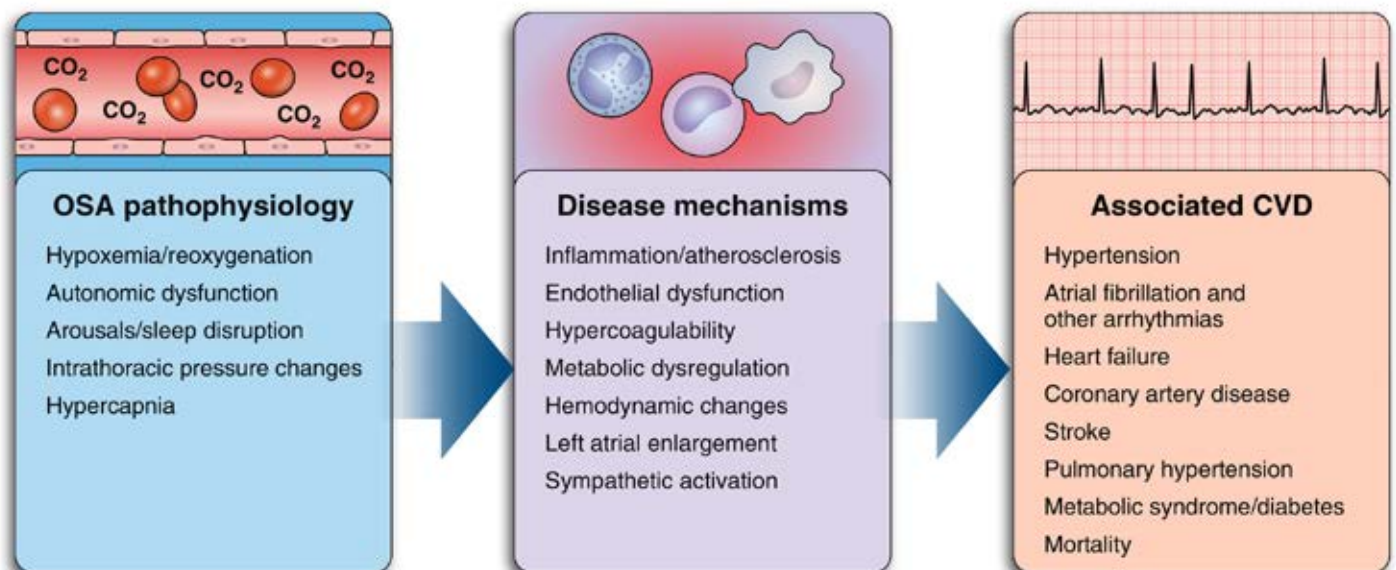 CO₂
CO₂
CO₂
CO₂
CO₂
OSA pathophysiology
Hypoxemia/reoxygenation
Autonomic dysfunction
Arousals/sleep disruption
Intrathoracic pressure changes
Hypercapnia
Disease mechanisms
Inflammation/atherosclerosis
Endothelial dysfunction
Hypercoagulability
Metabolic dysregulation
Hemodynamic changes
Left atrial enlargement
Sympathetic activation
Associated CVD
Hypertension
Atrial fibrillation and
other arrhythmias
Heart failure
Coronary artery disease
Stroke
Pulmonary hypertension
Metabolic syndrome/diabetes
Mortality